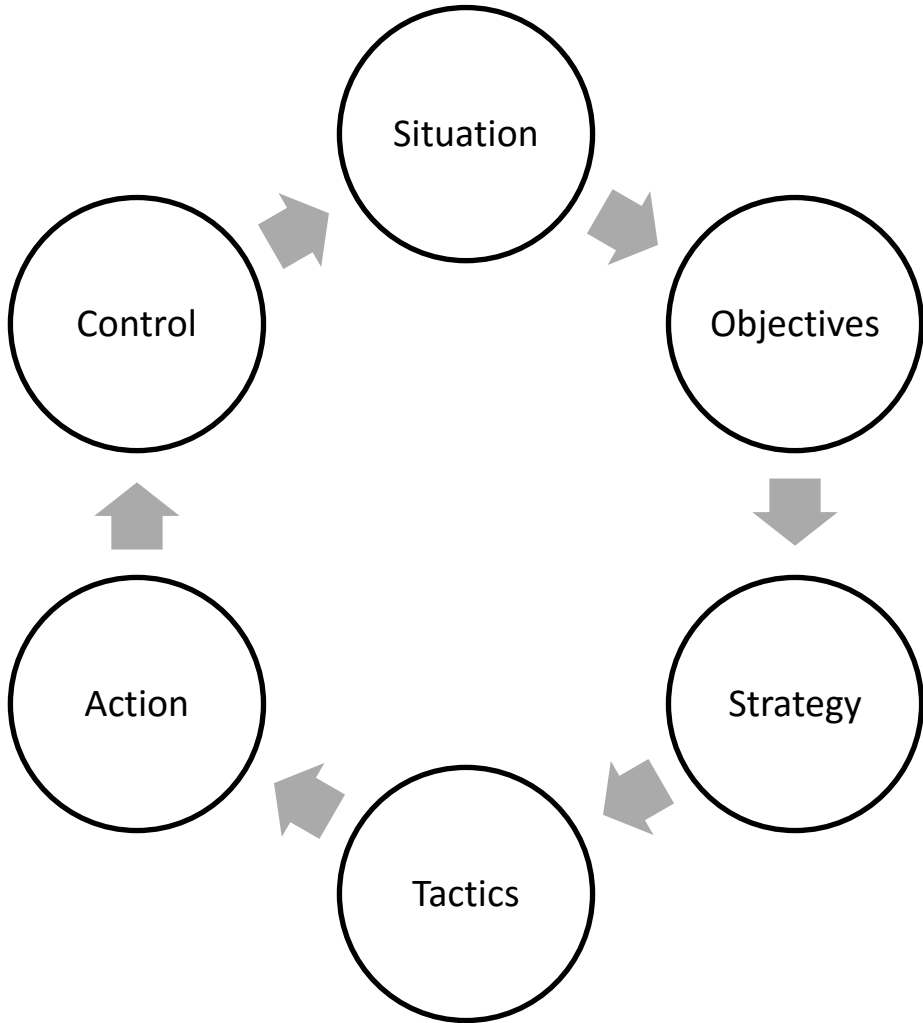 Situation
Objectives
Strategy
Tactics
Action
Control